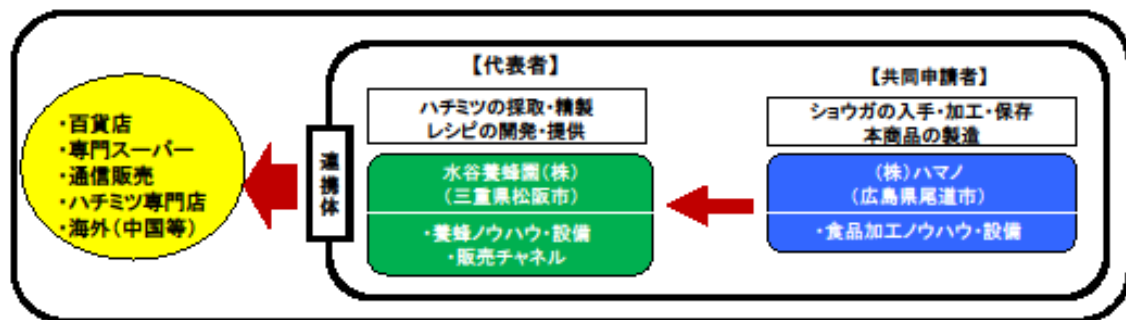 ・百貨店
・専門スーパー
・通信販売
・ハチミツ専門店
・海外(中国等)
連携体
【代表者】
ハチミツの採取・精製
レシピの開発・提供
水谷養蜂園(株)
(三重県松阪市)
・養蜂ノウハウ・設備
・販売チャネル
【共同申請者】
ショウガの入手・加工・保存
本商品の製造
(株)ハマノ
(広島県尾道市)
・食品加工ノウハウ・設備